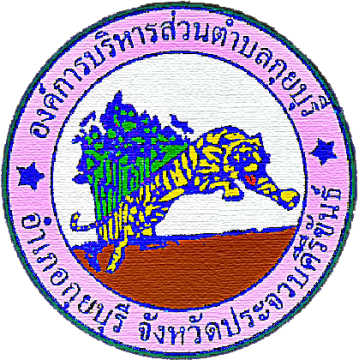 องค์การบริหารส่วนตำบลกุยบุรี
อำเภอกุยบุรี จังหวัดประจวบคีรีขันธ์